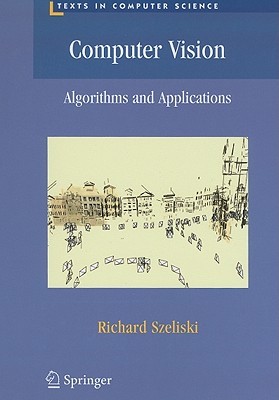 TEXTS IN COMPUTER SCIENCE
Computer Vision
Algorithms and Applications
Richard Szeliski
Springer